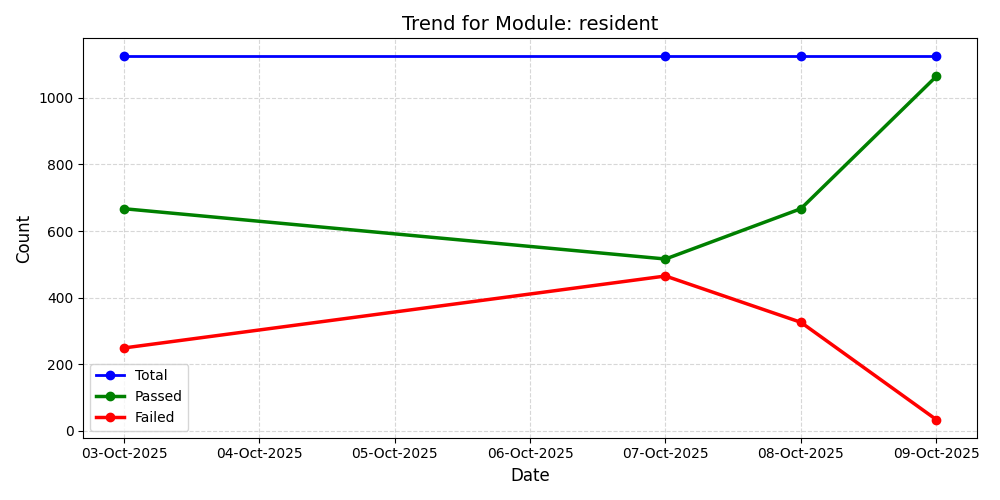 Trend for Module: resident
Count
1000
800
600
400
200
0
Total
Passed
Failed
03-Oct-2025 04-Oct-2025 05-Oct-2025 06-Oct-2025 07-Oct-2025 08-Oct-2025 09-Oct-2025
Date